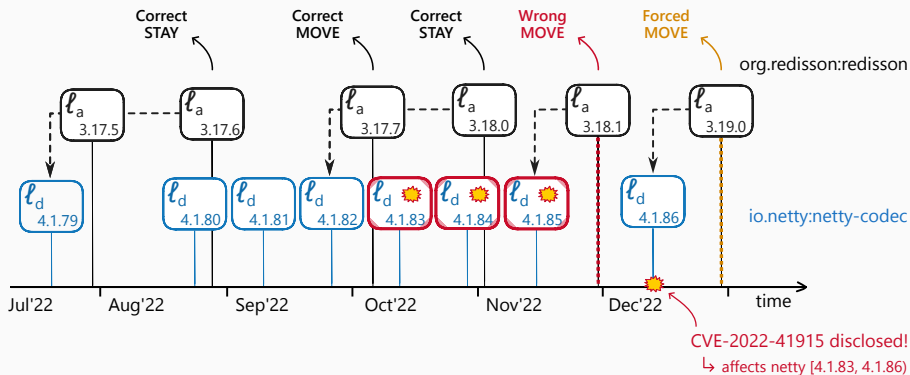 Correct
STAY
Correct
MOVE
Correct
STAY
Wrong
MOVE
Forced
MOVE
org.redisson:redisson
ℓa 3.17.5
ℓa 3.17.6
ℓa 3.17.7
ℓa 3.18.0
ℓa 3.18.1
ℓa 3.19.0
ℓd 4.1.79
ℓd 4.1.80
ℓd 4.1.81
ℓd 4.1.82
ℓd 4.1.83
ℓd 4.1.84
ℓd 4.1.85
ℓd 4.1.86
io.netty:netty-codec
Jul'22 Aug'22 Sep'22 Oct'22 Nov'22 Dec'22 time
CVE-2022-41915 disclosed!
↳ affects netty [4.1.83, 4.1.86)